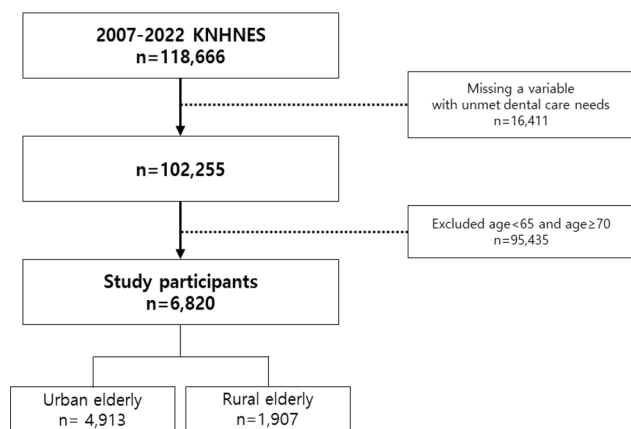 2007-2022 KNHNES
n=118,666
Missing a variable
with unmet dental care needs
n=16,411
n=102,255
Excluded age<65 and age≥70
n=95,435
Study participants
n=6,820
Urban elderly
n= 4,913
Rural elderly
n=1,907